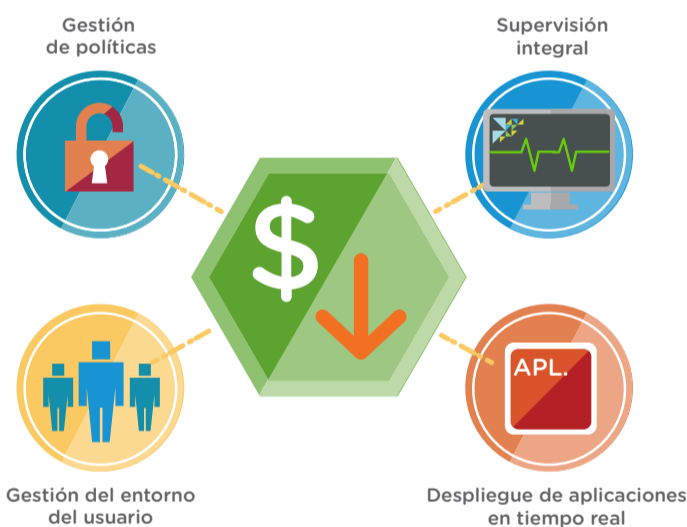 Gestión
de políticas
Supervisión
integral
$
APL.
Gestión del entorno
del usuario
Despliegue de aplicaciones
en tiempo real